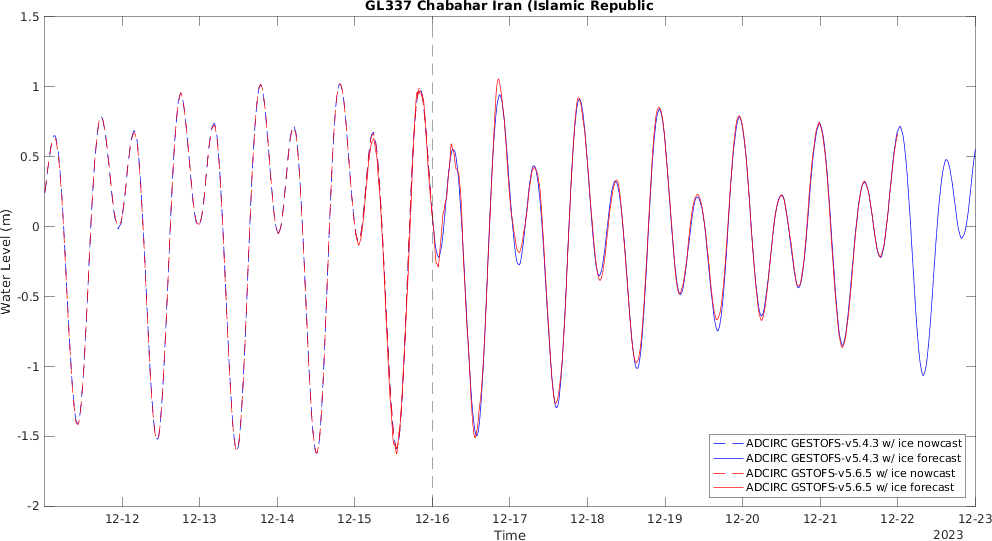 GL337 Chabahar Iran (Islamic Republic
1.5
1
0.5
0
-0.5
-1
-1.5
-2
Water Level (m)
ADCIRC GESTOFS-v5.4.3 w/ ice nowcast
ADCIRC GESTOFS-v5.4.3 w/ ice forecast
ADCIRC GSTOFS-v5.6.5 w/ ice nowcast
ADCIRC GSTOFS-v5.6.5 w/ ice forecast
12-12 12-13 12-14 12-15 12-16 12-17 12-18 12-19 12-20 12-21 12-22 12-23
Time
2023